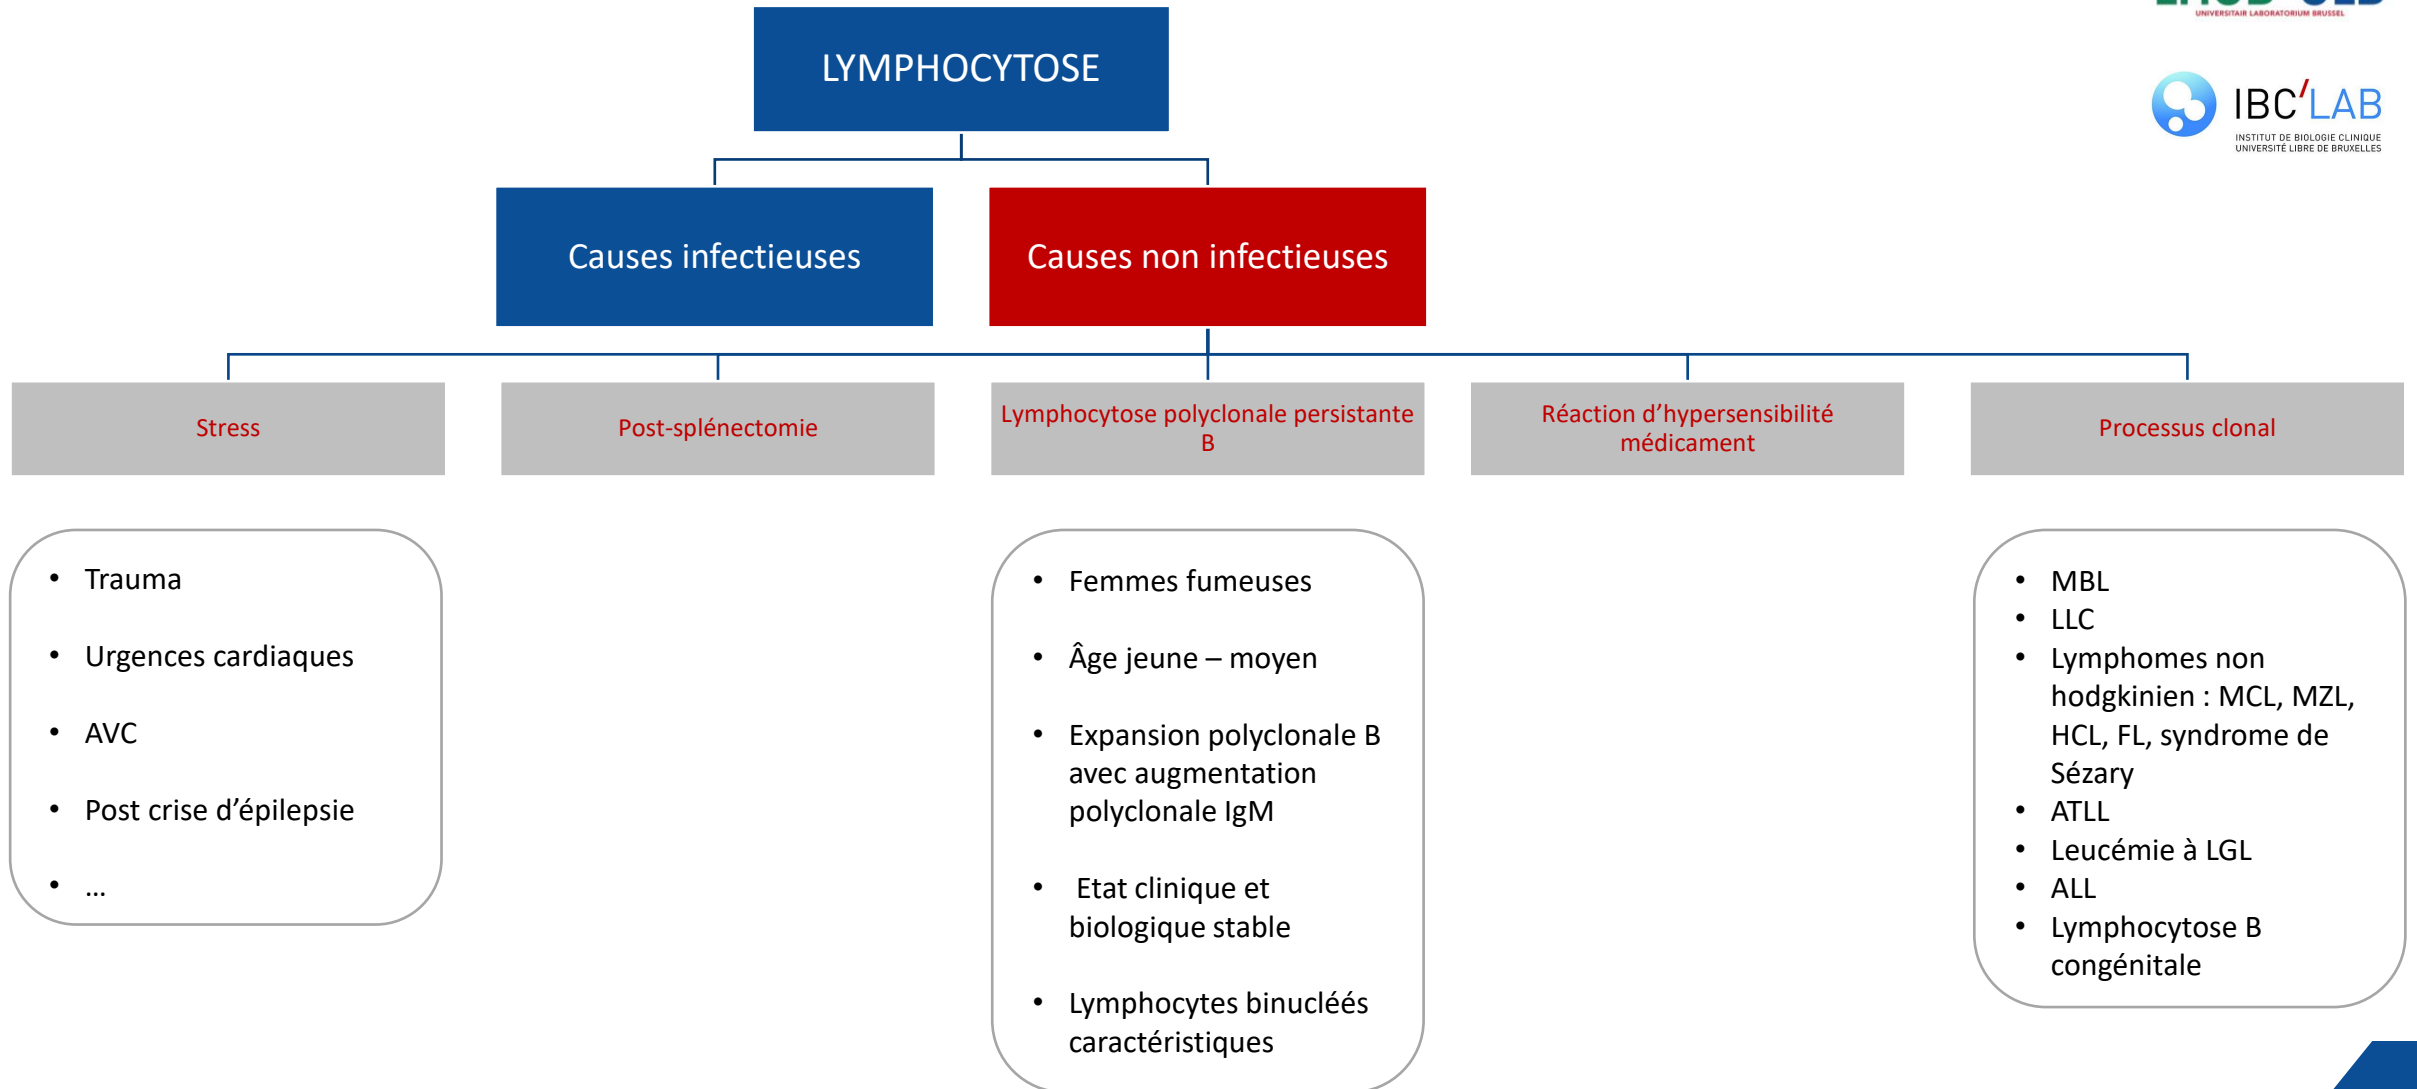 UNIVERSITAIR LABORATORIUM BRUSSEL
IBC'LAB
INSTITUT DE BIOLOGIE CLINIQUE
UNIVERSITÉ LIBRE DE BRUXELLES
LYMPHOCYTOSE
Causes infectieuses
Causes non infectieuses
Stress
Post-splénectomie
Lymphocytose polyclonale persistante
B
Réaction d’hypersensibilité
médicament
Processus clonal
• Trauma
• Urgences cardiaques
• AVC
• Post crise d’épilepsie
• …
• Femmes fumeuses
• Âge jeune – moyen
• Expansion polyclonale B
avec augmentation
polyclonale IgM
• Etat clinique et
biologique stable
• Lymphocytes binucléés
caractéristiques
• MBL
• LLC
• Lymphomes non
hodgkinien : MCL, MZL,
HCL, FL, syndrome de
Sézary
• ATLL
• Leucémie à LGL
• ALL
• Lymphocytose B
congénitale